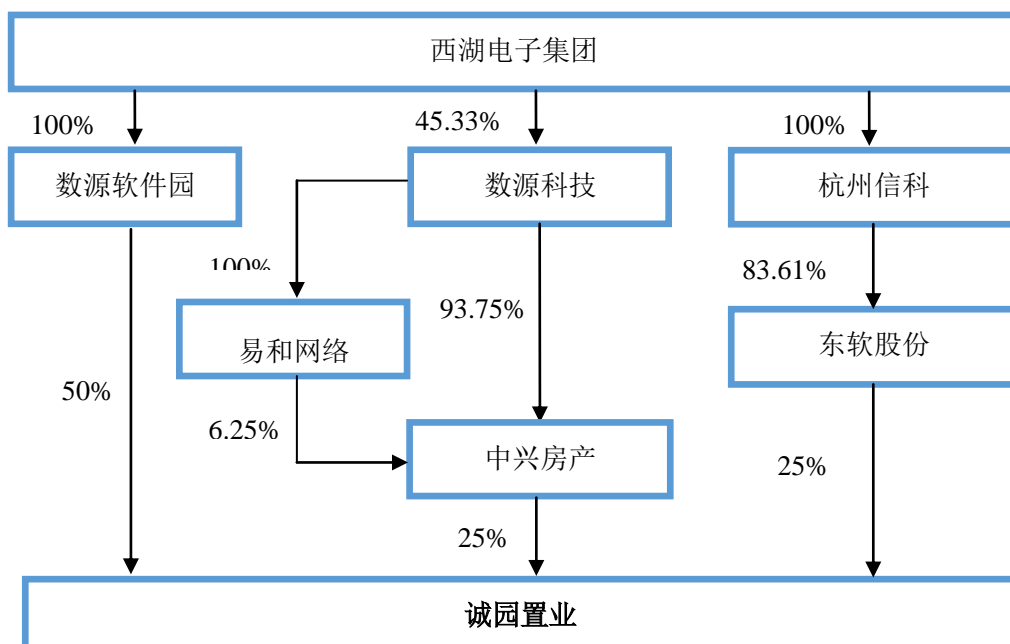 西湖电子集团
100%
45.33%
100%
数源软件园
数源科技
杭州信科
100%
83.61%
93.75%
易和网络
东软股份
50%
6.25%
中兴房产
25%
25%
诚园置业